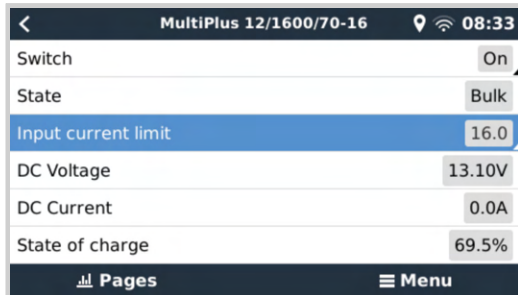 MultiPlus 12/1600/70-16 08:33
Switch On
State Bulk
Input current limit 16.0
DC Voltage 13.10V
DC Current 0.0A
State of charge 69.5%
Pages Menu